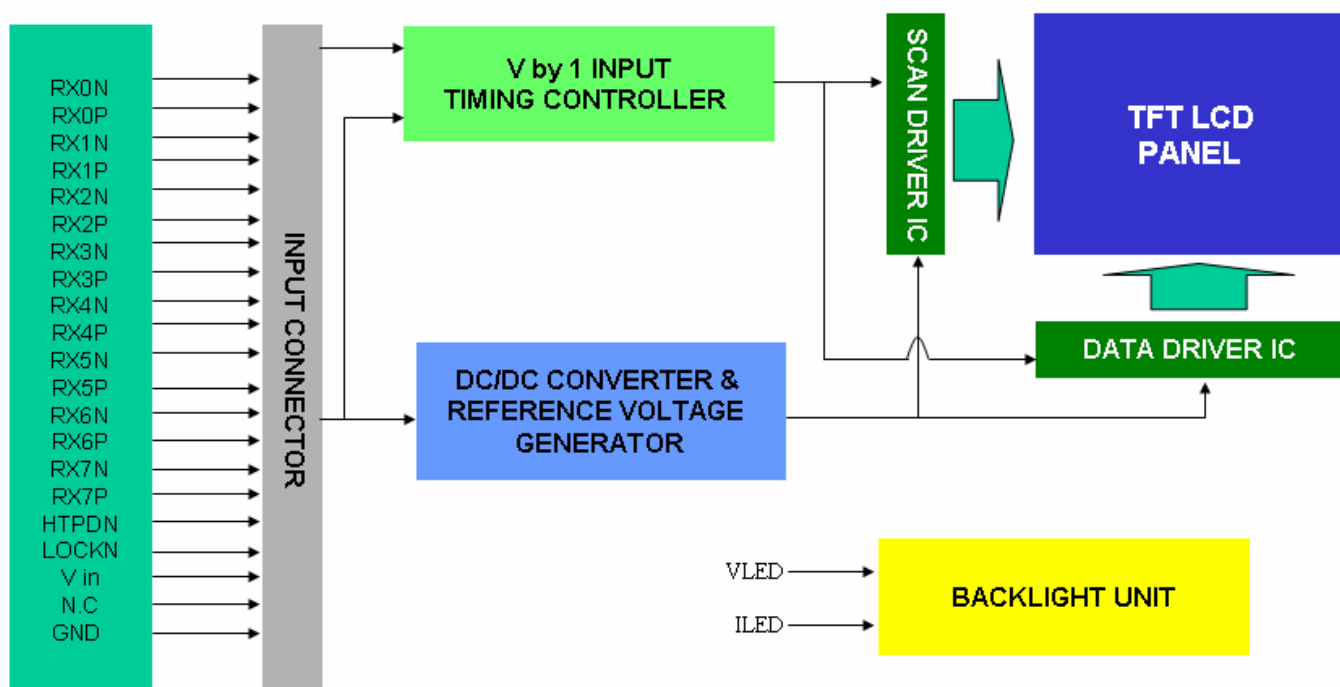 RX0N
RX0P
RX1N
RX1P
RX2N
RX2P
RX3N
RX3P
RX4N
RX4P
RX5N
RX5P
RX6N
RX6P
RX7N
RX7P
HTPDN
LOCKN
V in
N.C
GND
INPUT CONNECTOR
V by 1 INPUT
TIMING CONTROLLER
DC/DC CONVERTER &
REFERENCE VOLTAGE
GENERATOR
SCAN DRIVER IC
TFT LCD
PANEL
DATA DRIVER IC
VLED
ILED
BACKLIGHT UNIT